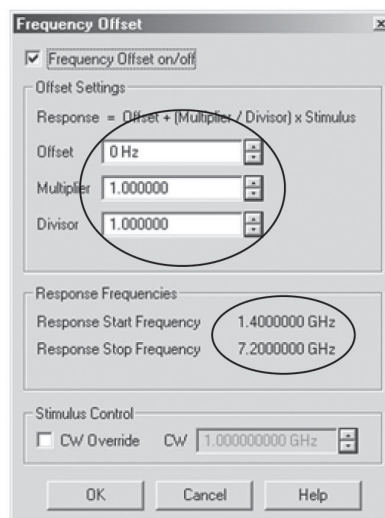 Frequency Offset
Frequency Offset on/off
Offset Settings
Response = Offset + (Multiplier / Divisor) x Stimulus
Offset 0 Hz
Multiplier 1.000000
Divisor 1.000000
Response Frequencies
Response Start Frequency 1.4000000 GHz
Response Stop Frequency 7.2000000 GHz
Stimulus Control
CW Override CW 1.000000000 GHz
OK Cancel Help